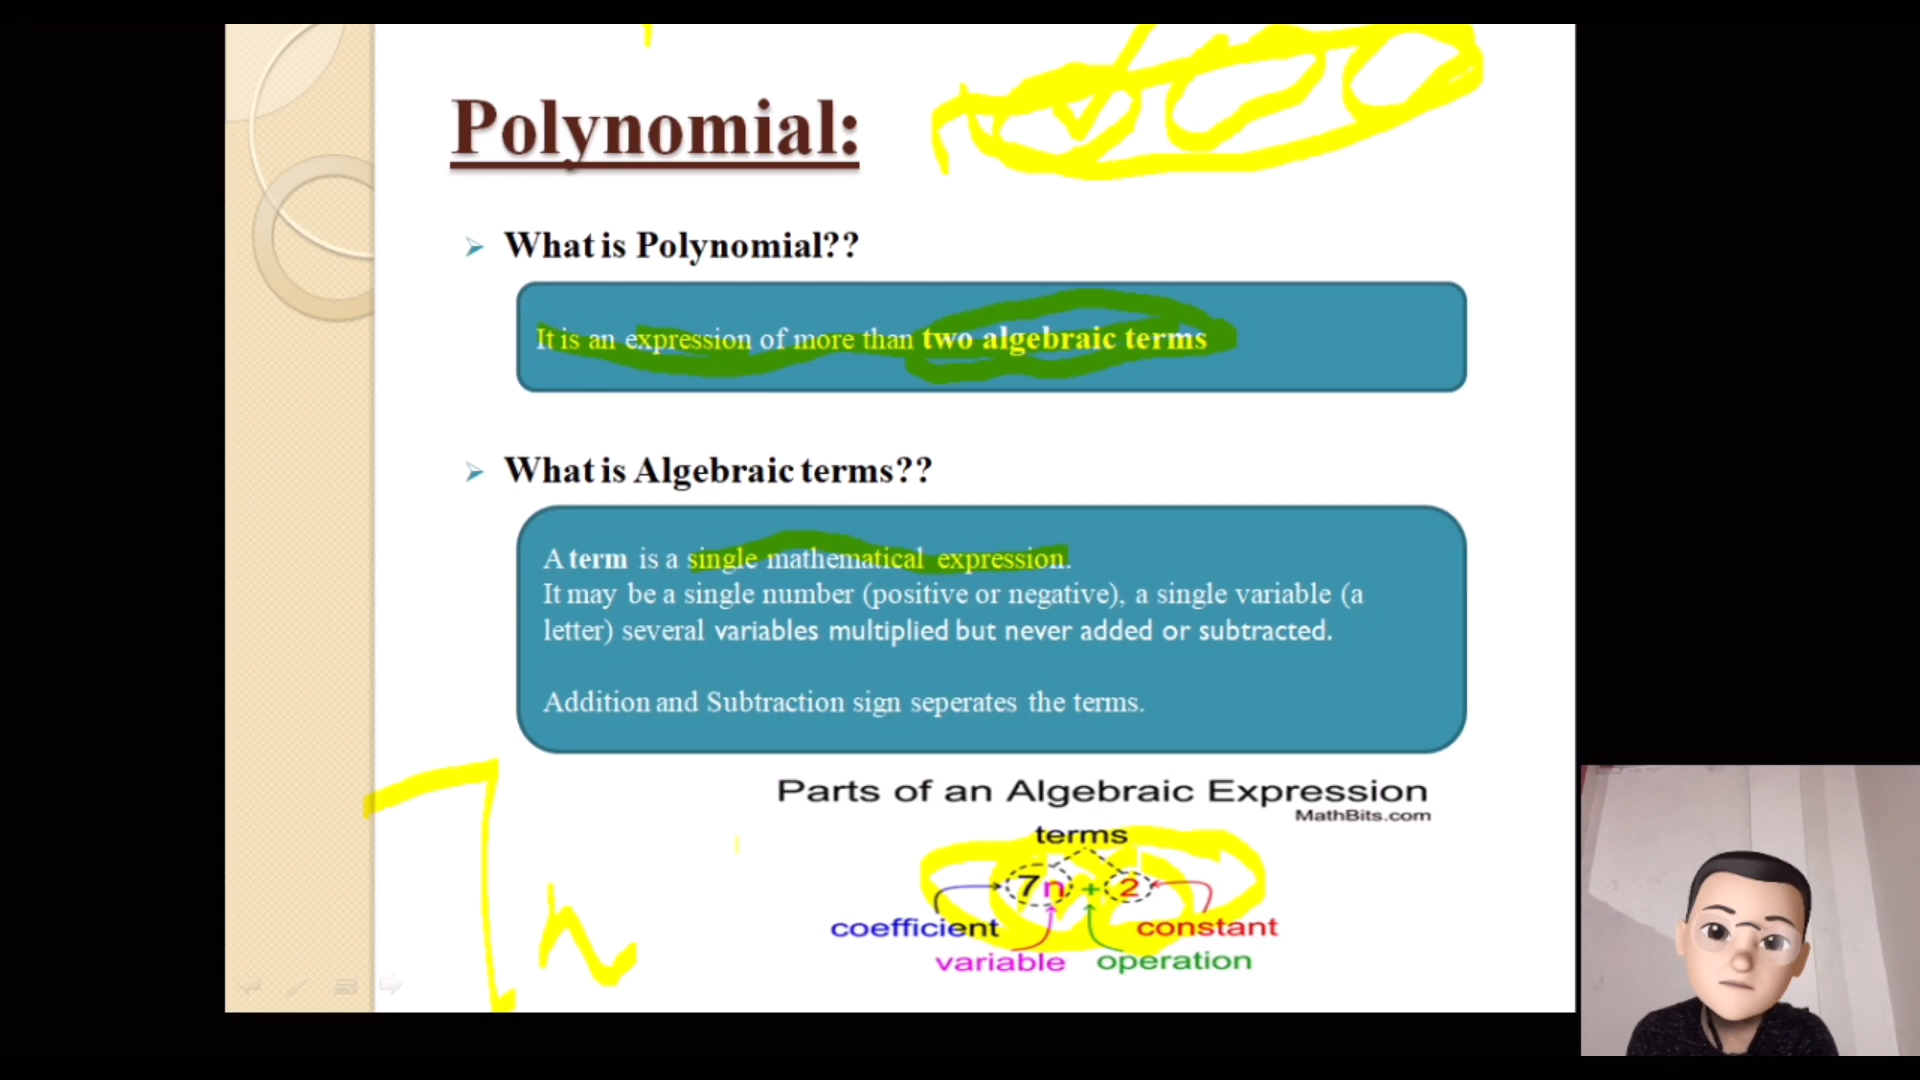 Polynomial:
What is Polynomial??
It is an expression of more than two algebraic terms
What is Algebraic terms??
A term is a single mathematical expression.
It may be a single number (positive or negative), a single variable (a
letter) several variables multiplied but never added or subtracted.
Addition and Subtraction sign seperates the terms.
Parts of an Algebraic Expression
MathBits.com
terms
7n + 2
coefficient
constant
variable
operation
7n